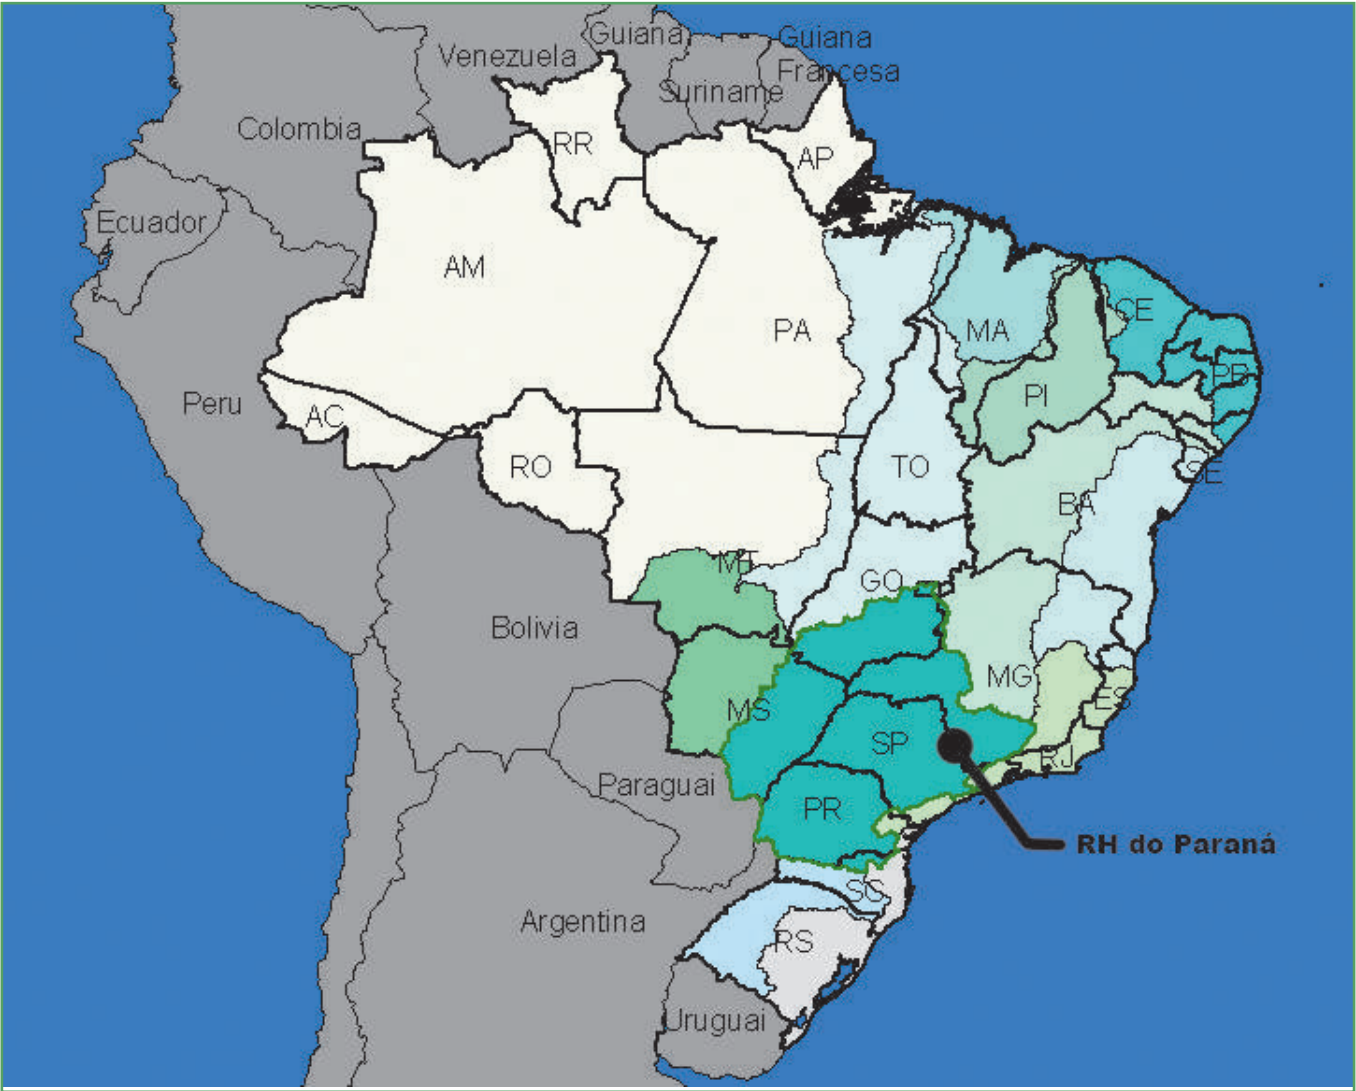 Guiana
Guiana
Francesa
Venezuela
Suriname
Colombia
RR
AP
Ecuador
AM
CE
PA
MA
PB
PI
Peru
AC
RO
TO
SE
BA
MT
GO
Bolivia
MG
MS
ES
SP
RJ
Paraguai
PR
RH do Paraná
SC
Argentina
RS
Uruguai